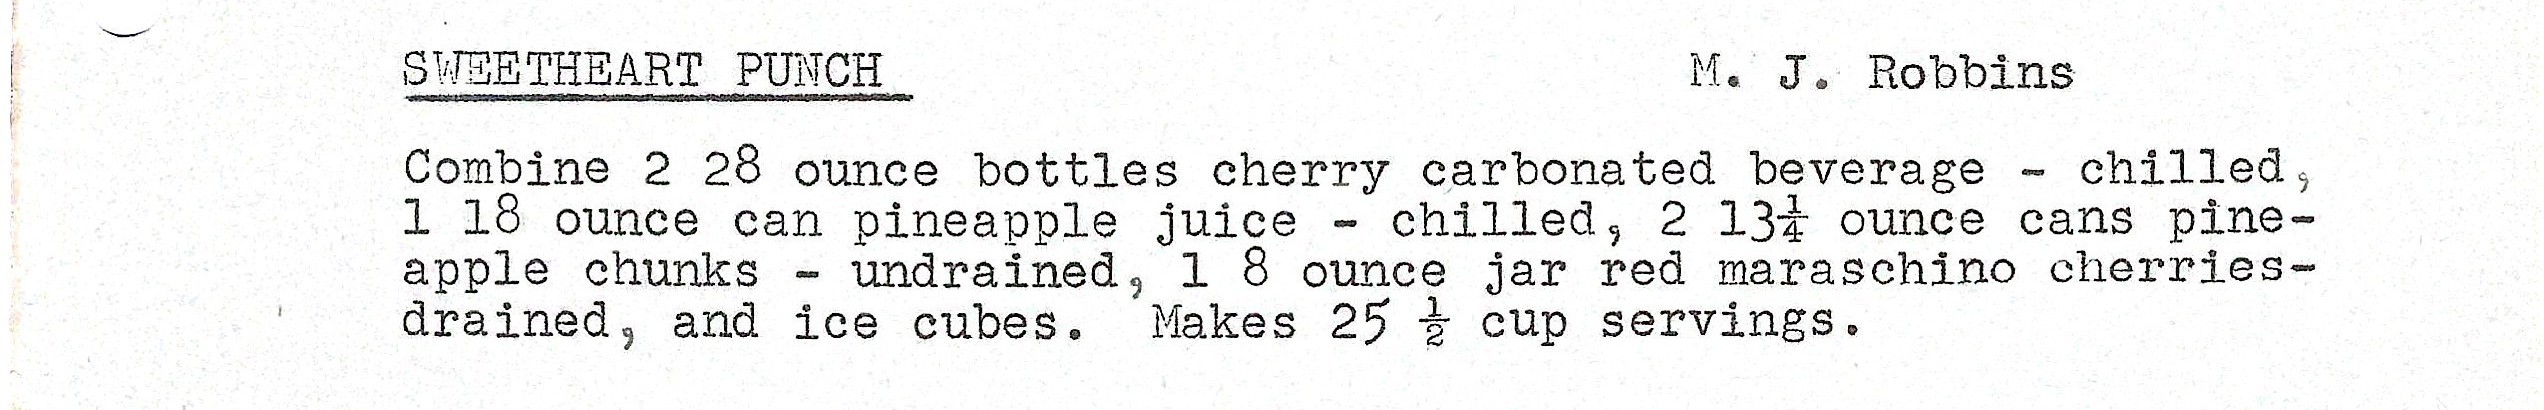 SWEETHEART PUNCH M. J. Robbins
Combine 2 28 ounce bottles cherry carbonated beverage - chilled,
1 18 ounce can pineapple juice - chilled, 2 13¼ ounce cans pine-
apple chunks - undrained, 1 8 ounce jar red maraschino cherries-
drained, and ice cubes. Makes 25 ½ cup servings.